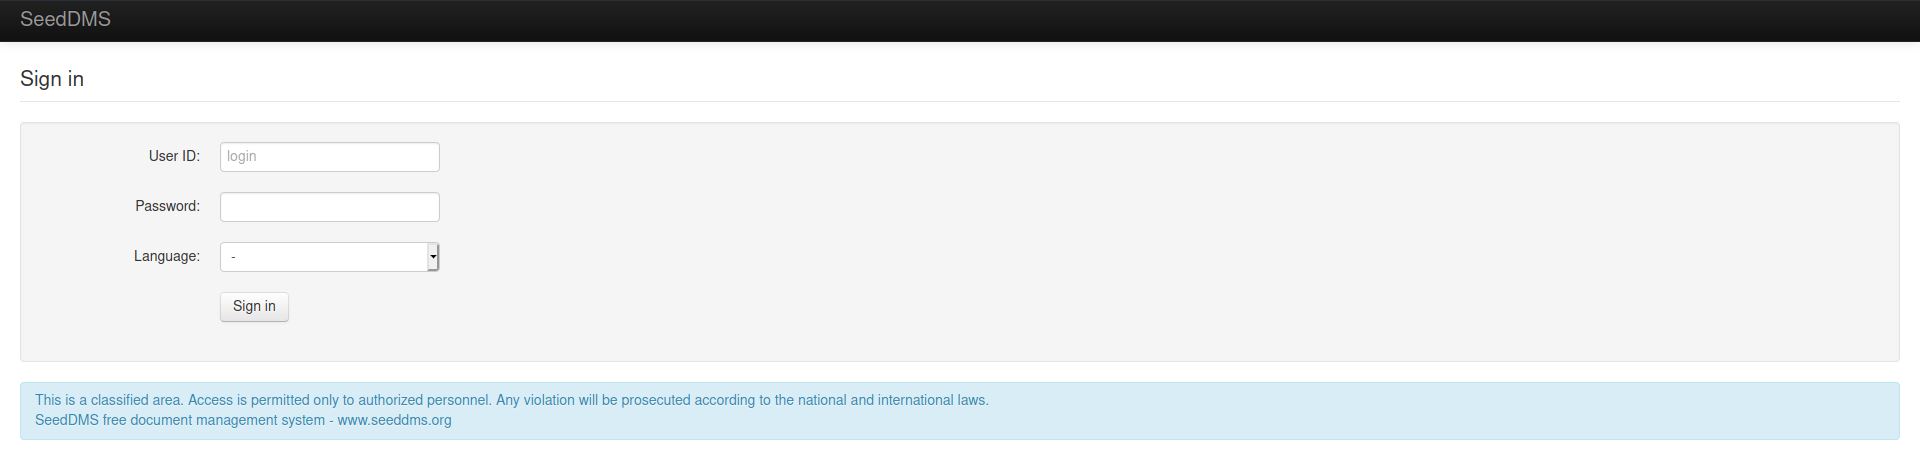 SeedDMS
Sign in
User ID: login
Password:
Language: -
Sign in
This is a classified area. Access is permitted only to authorized personnel. Any violation will be prosecuted according to the national and international laws.
SeedDMS free document management system - www.seeddms.org